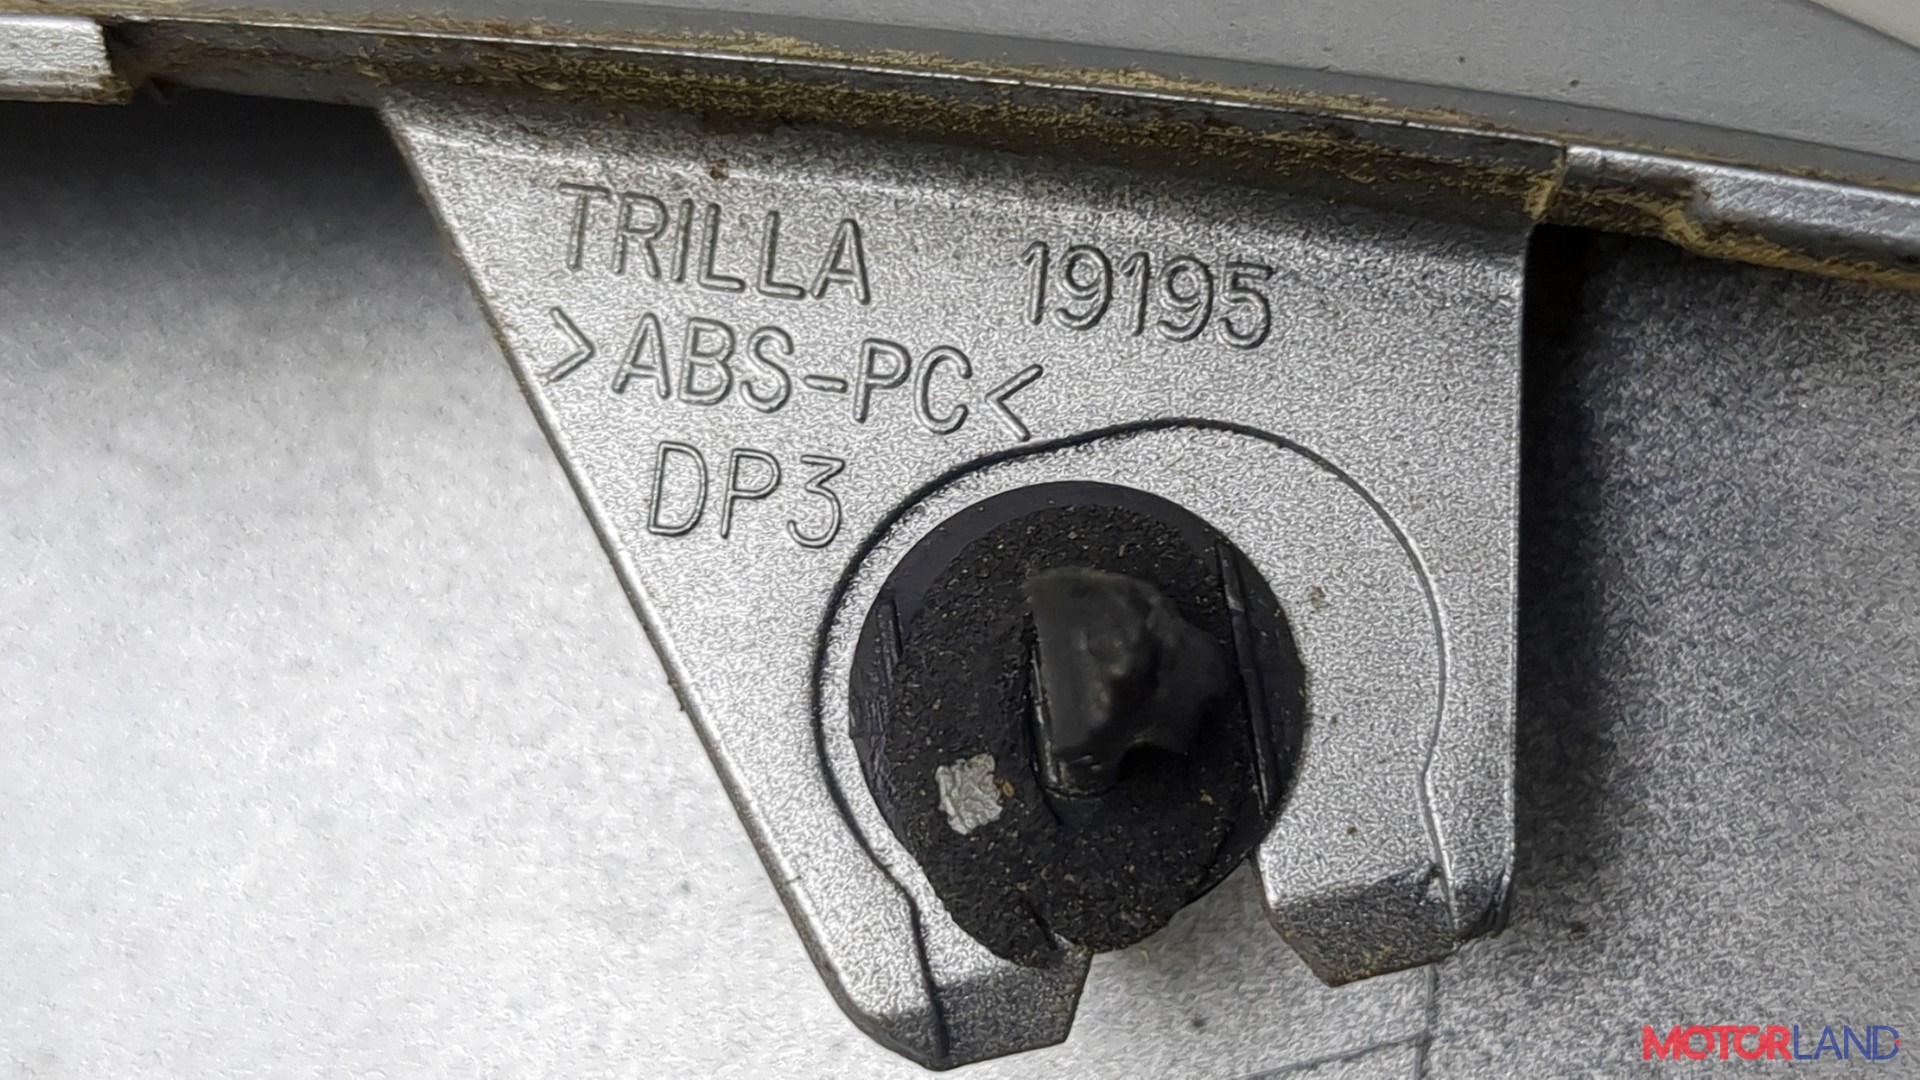 TRILLA 19195
>ABS-PC<
DP3
MOTORLAND